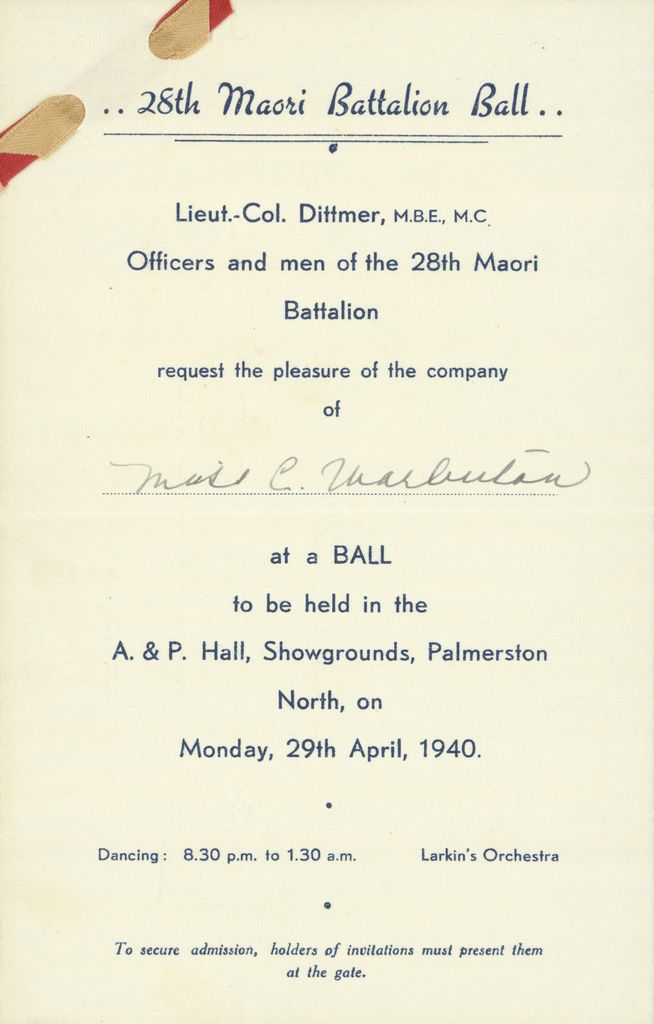 .. 28th Maori Battalion Ball ..
Lieut.-Col. Dittmer, M.B.E., M.C.
Officers and men of the 28th Maori
Battalion
request the pleasure of the company
of
Miss C. Warburton
at a BALL
to be held in the
A. & P. Hall, Showgrounds, Palmerston
North, on
Monday, 29th April, 1940.
Dancing: 8.30 p.m. to 1.30 a.m. Larkin's Orchestra
To secure admission, holders of invitations must present them
at the gate.